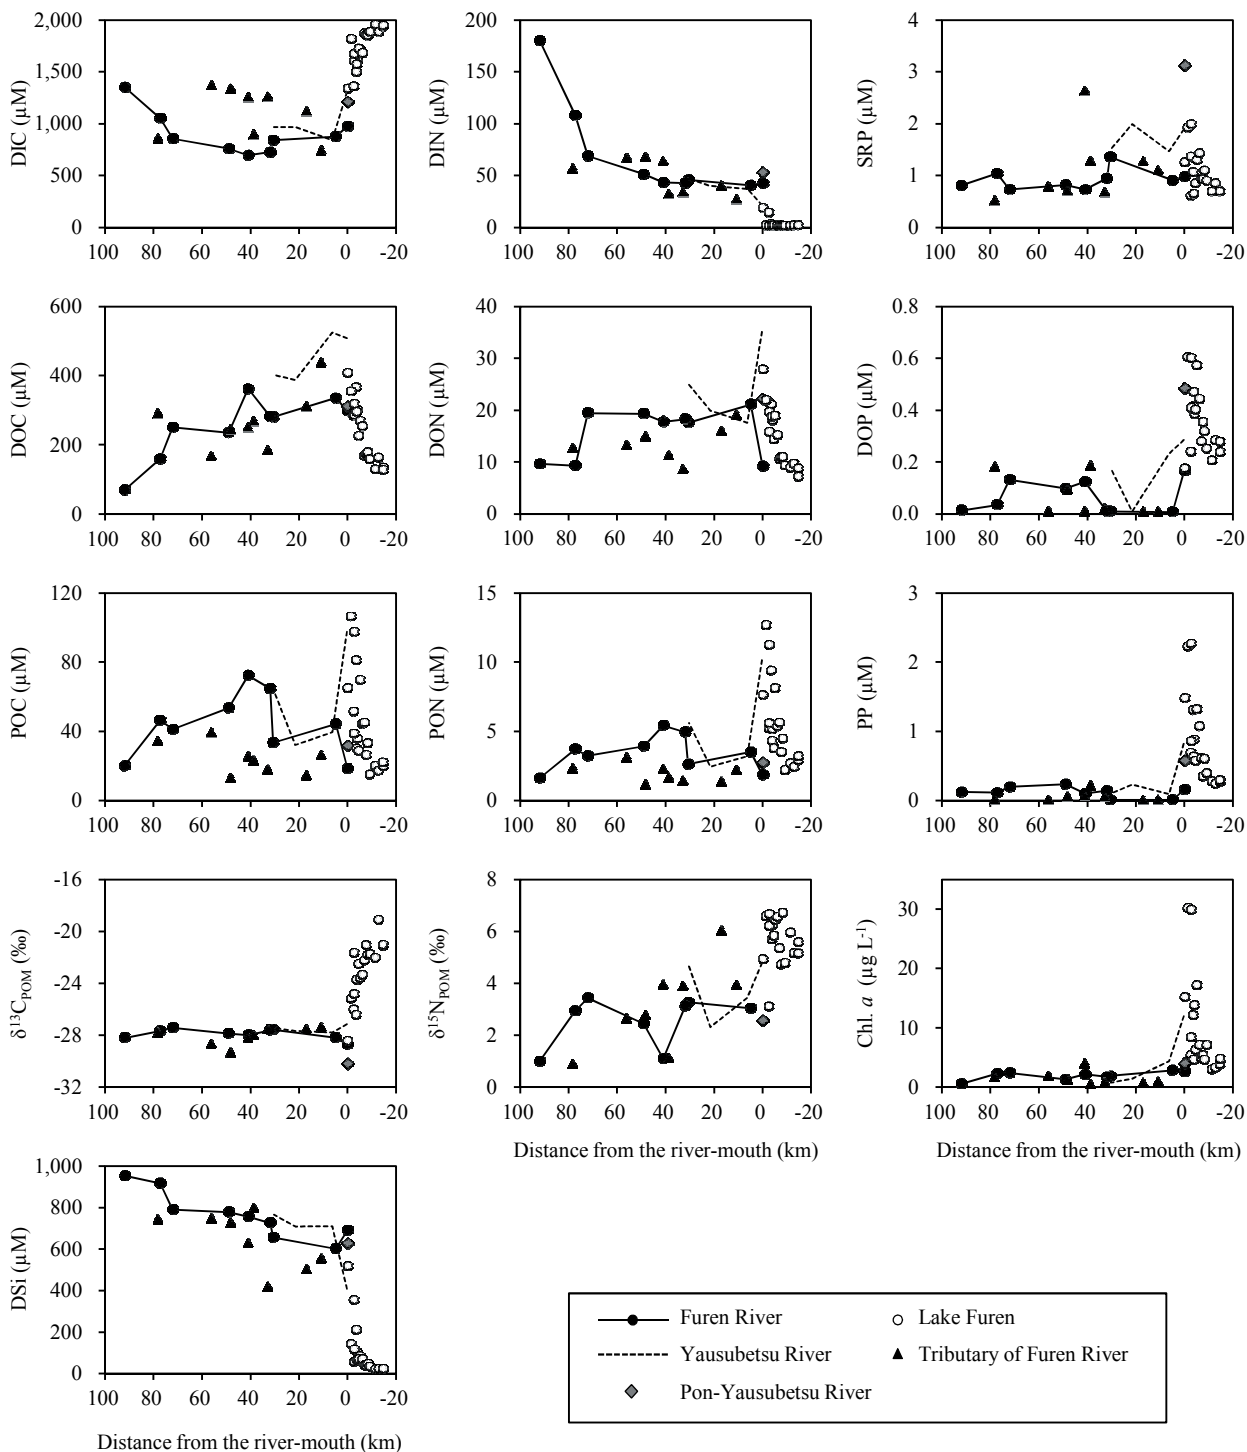 DIC (µM)
2,000
1,500
1,000
500
0
100 80 60 40 20 0 -20
DIN (µM)
200
150
100
50
0
100 80 60 40 20 0 -20
SRP (µM)
4
3
2
1
0
100 80 60 40 20 0 -20
DOC (µM)
600
400
200
0
100 80 60 40 20 0 -20
DON (µM)
40
30
20
10
0
100 80 60 40 20 0 -20
DOP (µM)
0.8
0.6
0.4
0.2
0.0
100 80 60 40 20 0 -20
POC (µM)
120
80
40
0
100 80 60 40 20 0 -20
PON (µM)
15
10
5
0
100 80 60 40 20 0 -20
PP (µM)
3
2
1
0
100 80 60 40 20 0 -20
δ¹³C_POM (‰)
-16
-20
-24
-28
-32
100 80 60 40 20 0 -20
δ¹⁵N_POM (‰)
8
6
4
2
0
100 80 60 40 20 0 -20
Distance from the river-mouth (km)
Chl. a (µg L⁻¹)
30
20
10
0
100 80 60 40 20 0 -20
Distance from the river-mouth (km)
DSi (µM)
1,000
800
600
400
200
0
100 80 60 40 20 0 -20
Distance from the river-mouth (km)
Furen River
Lake Furen
Yausubetsu River
Tributary of Furen River
Pon-Yausubetsu River